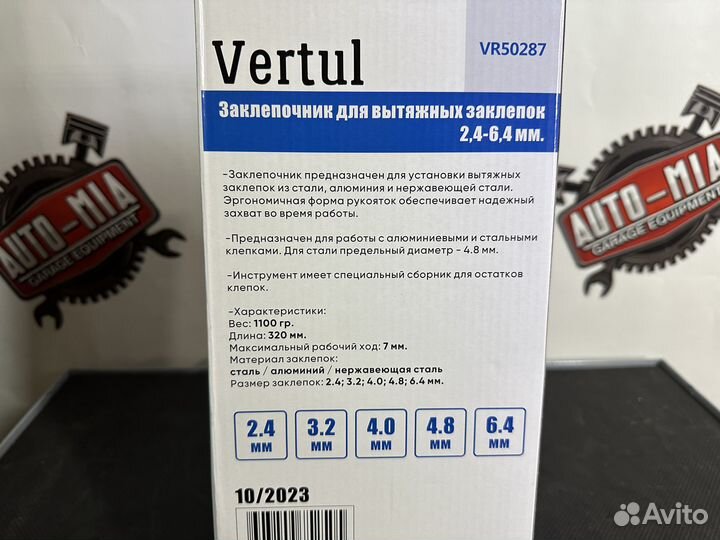 Vertul
VR50287
Заклепочник для вытяжных заклепок
2,4-6,4 мм.
-Заклепочник предназначен для установки вытяжных
заклепок из стали, алюминия и нержавеющей стали.
Эргономичная форма рукояток обеспечивает надежный
захват во время работы.
-Предназначен для работы с алюминиевыми и стальными
клепками. Для стали предельный диаметр - 4.8 мм.
-Инструмент имеет специальный сборник для остатков
клепок.
-Характеристики:
Вес: 1100 гр.
Длина: 320 мм.
Максимальный рабочий ход: 7 мм.
Материал заклепок:
сталь / алюминий / нержавеющая сталь
Размер заклепок: 2.4; 3.2; 4.0; 4.8; 6.4 мм.
2.4 3.2 4.0 4.8 6.4
мм мм мм мм мм
10/2023
AUTO-MIA
GARAGE EQUIPMENT
AUTO-MIA
GARAGE EQUIPMENT
Avito